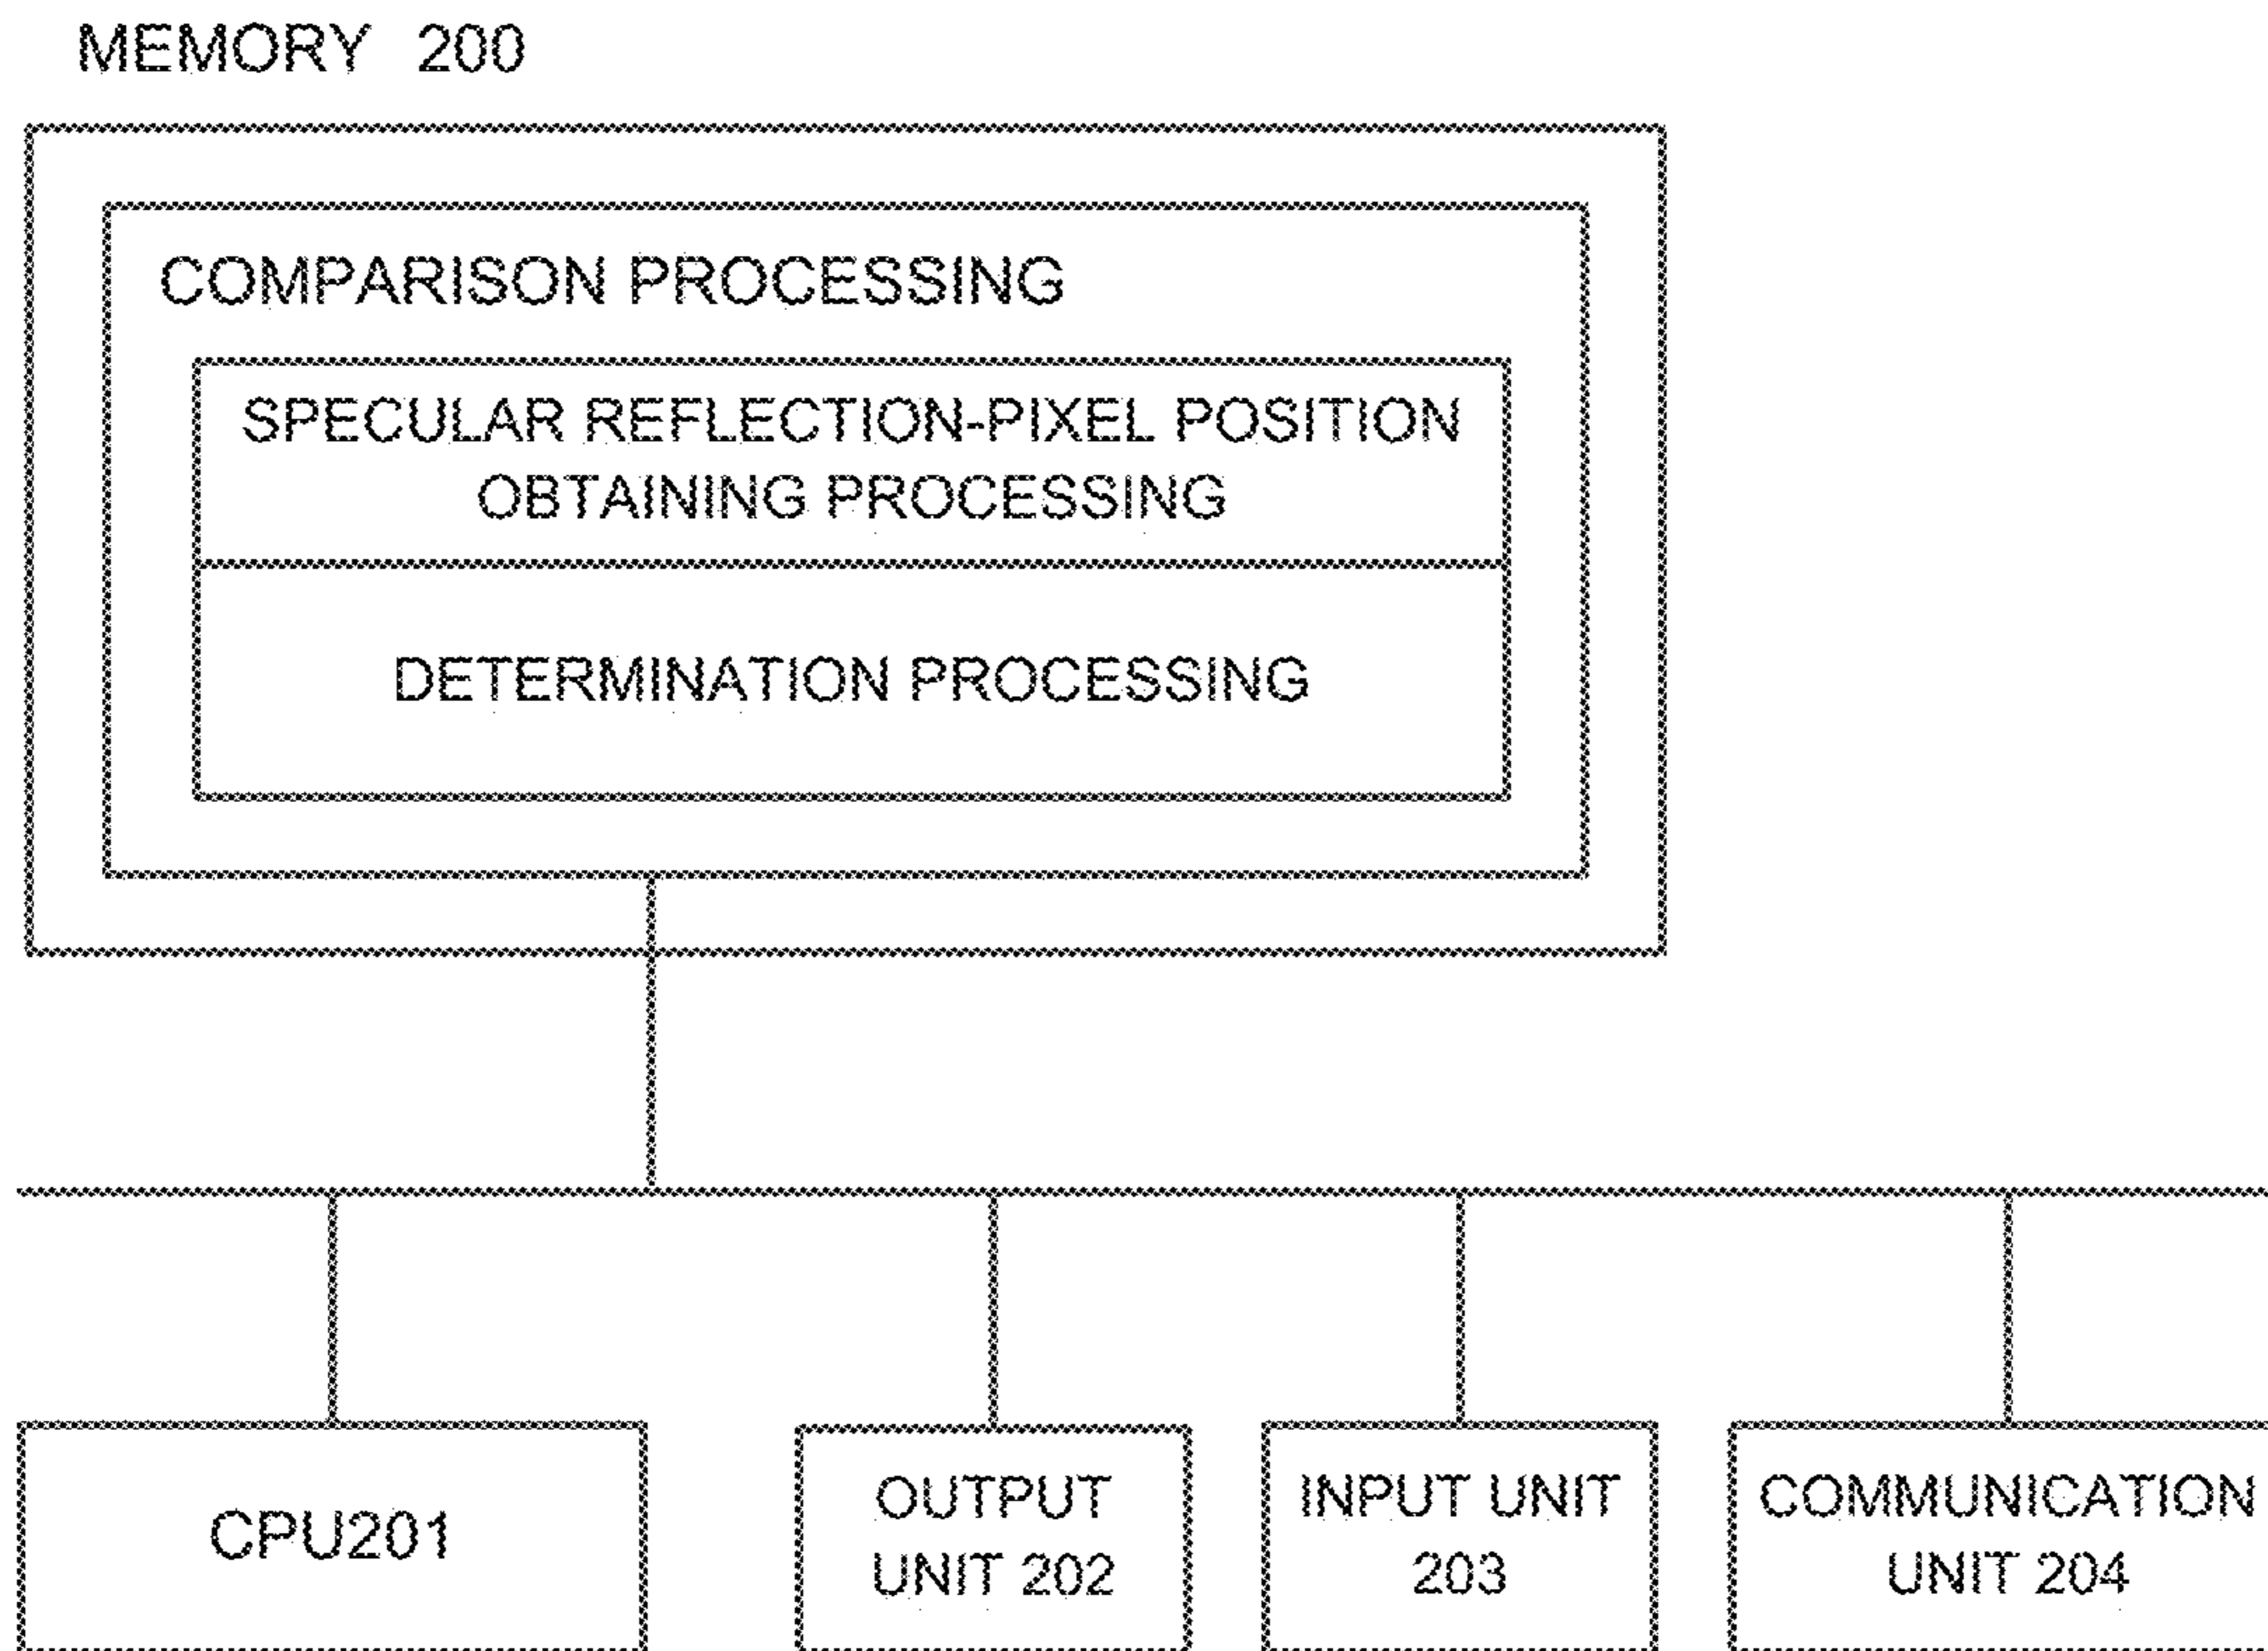 MEMORY 200
COMPARISON PROCESSING
SPECULAR REFLECTION-PIXEL POSITION
OBTAINING PROCESSING
DETERMINATION PROCESSING
CPU201
OUTPUT
UNIT 202
INPUT UNIT
203
COMMUNICATION
UNIT 204